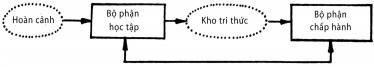 Hoàn cảnh
Bộ phận
học tập
Kho tri thức
Bộ phận
chấp hành